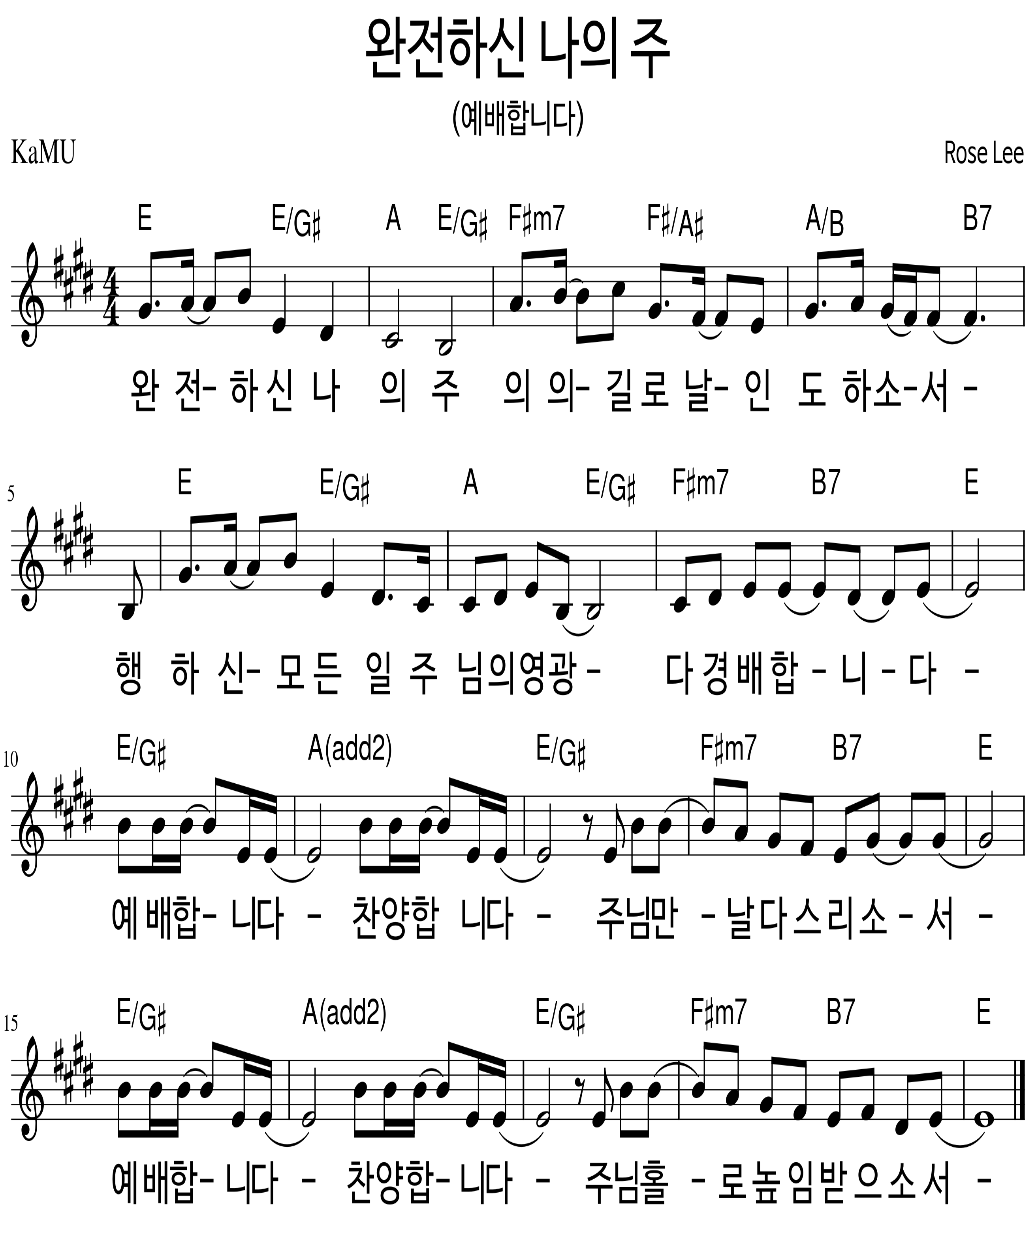 완전하신 나의 주
(예배합니다)
KaMU Rose Lee
E E/G♯ A E/G♯ F♯m7 F♯/A♯ A/B B7
4
4
완 전- 하 신 나 의 주 의 의- 길 로 날- 인 도 하 소-서 -
5 E E/G♯ A E/G♯ F♯m7 B7 E
행 하 신- 모 든 일 주 님 의 영 광 - 다 경 배 합 - 니 - 다 -
10 E/G♯ A(add2) E/G♯ F♯m7 B7 E
예 배합- 니다 - 찬양합 니다 - 주님만 - 날 다 스 리 소 - 서 -
15 E/G♯ A(add2) E/G♯ F♯m7 B7 E
예 배합- 니다 - 찬양합- 니다 - 주님홀 - 로 높 임 받 으 소 서 -